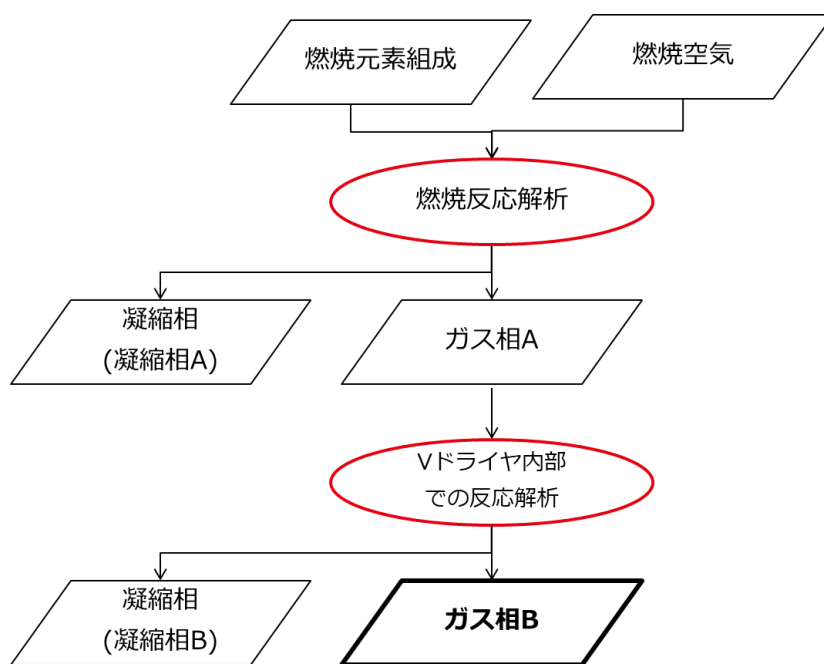 燃焼元素組成
燃焼空気
燃焼反応解析
凝縮相
(凝縮相A)
ガス相A
Vドライヤ内部
での反応解析
凝縮相
(凝縮相B)
ガス相B